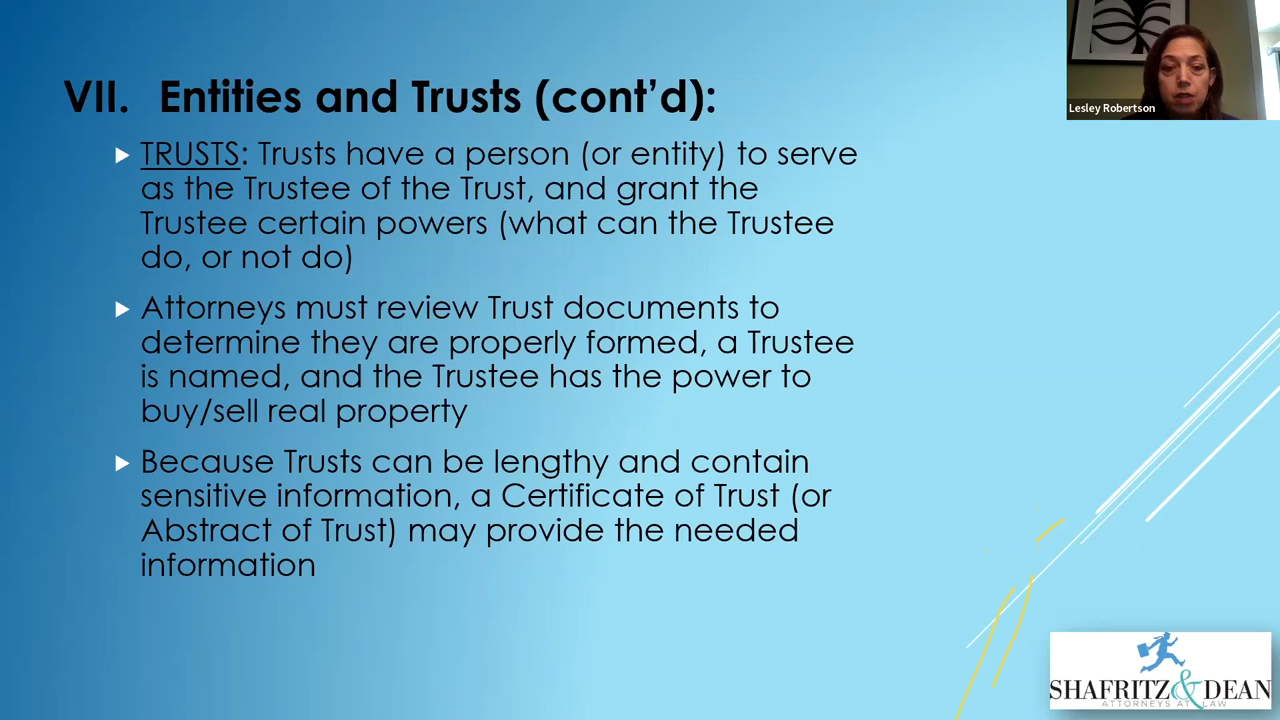 VII. Entities and Trusts (cont’d):
TRUSTS: Trusts have a person (or entity) to serve
as the Trustee of the Trust, and grant the
Trustee certain powers (what can the Trustee
do, or not do)
Attorneys must review Trust documents to
determine they are properly formed, a Trustee
is named, and the Trustee has the power to
buy/sell real property
Because Trusts can be lengthy and contain
sensitive information, a Certificate of Trust (or
Abstract of Trust) may provide the needed
information
Lesley Robertson
SHAFRITZ & DEAN
ATTORNEYS AT LAW